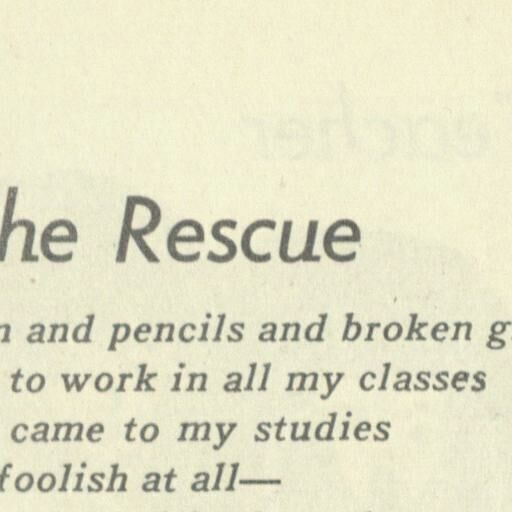 he Rescue
and pencils and broken
to work in all my classes
came to my studies
foolish at all—